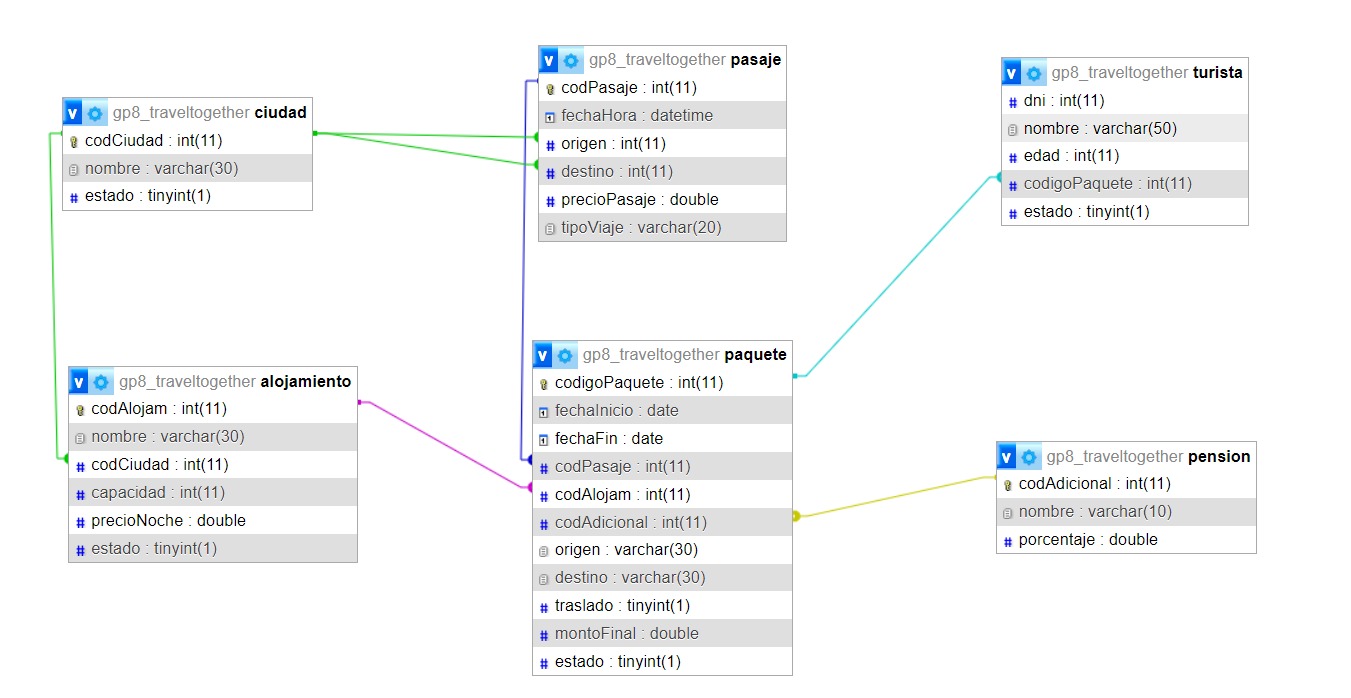 gp8_traveltogether ciudad
codCiudad : int(11)
nombre : varchar(30)
estado : tinyint(1)
gp8_traveltogether pasaje
codPasaje : int(11)
fechaHora : datetime
origen : int(11)
destino : int(11)
precioPasaje : double
tipoViaje : varchar(20)
gp8_traveltogether turista
dni : int(11)
nombre : varchar(50)
edad : int(11)
codigoPaquete : int(11)
estado : tinyint(1)
gp8_traveltogether alojamiento
codAlojam : int(11)
nombre : varchar(30)
codCiudad : int(11)
capacidad : int(11)
precioNoche : double
estado : tinyint(1)
gp8_traveltogether paquete
codigoPaquete : int(11)
fechaInicio : date
fechaFin : date
codPasaje : int(11)
codAlojam : int(11)
codAdicional : int(11)
origen : varchar(30)
destino : varchar(30)
traslado : tinyint(1)
montoFinal : double
estado : tinyint(1)
gp8_traveltogether pension
codAdicional : int(11)
nombre : varchar(10)
porcentaje : double